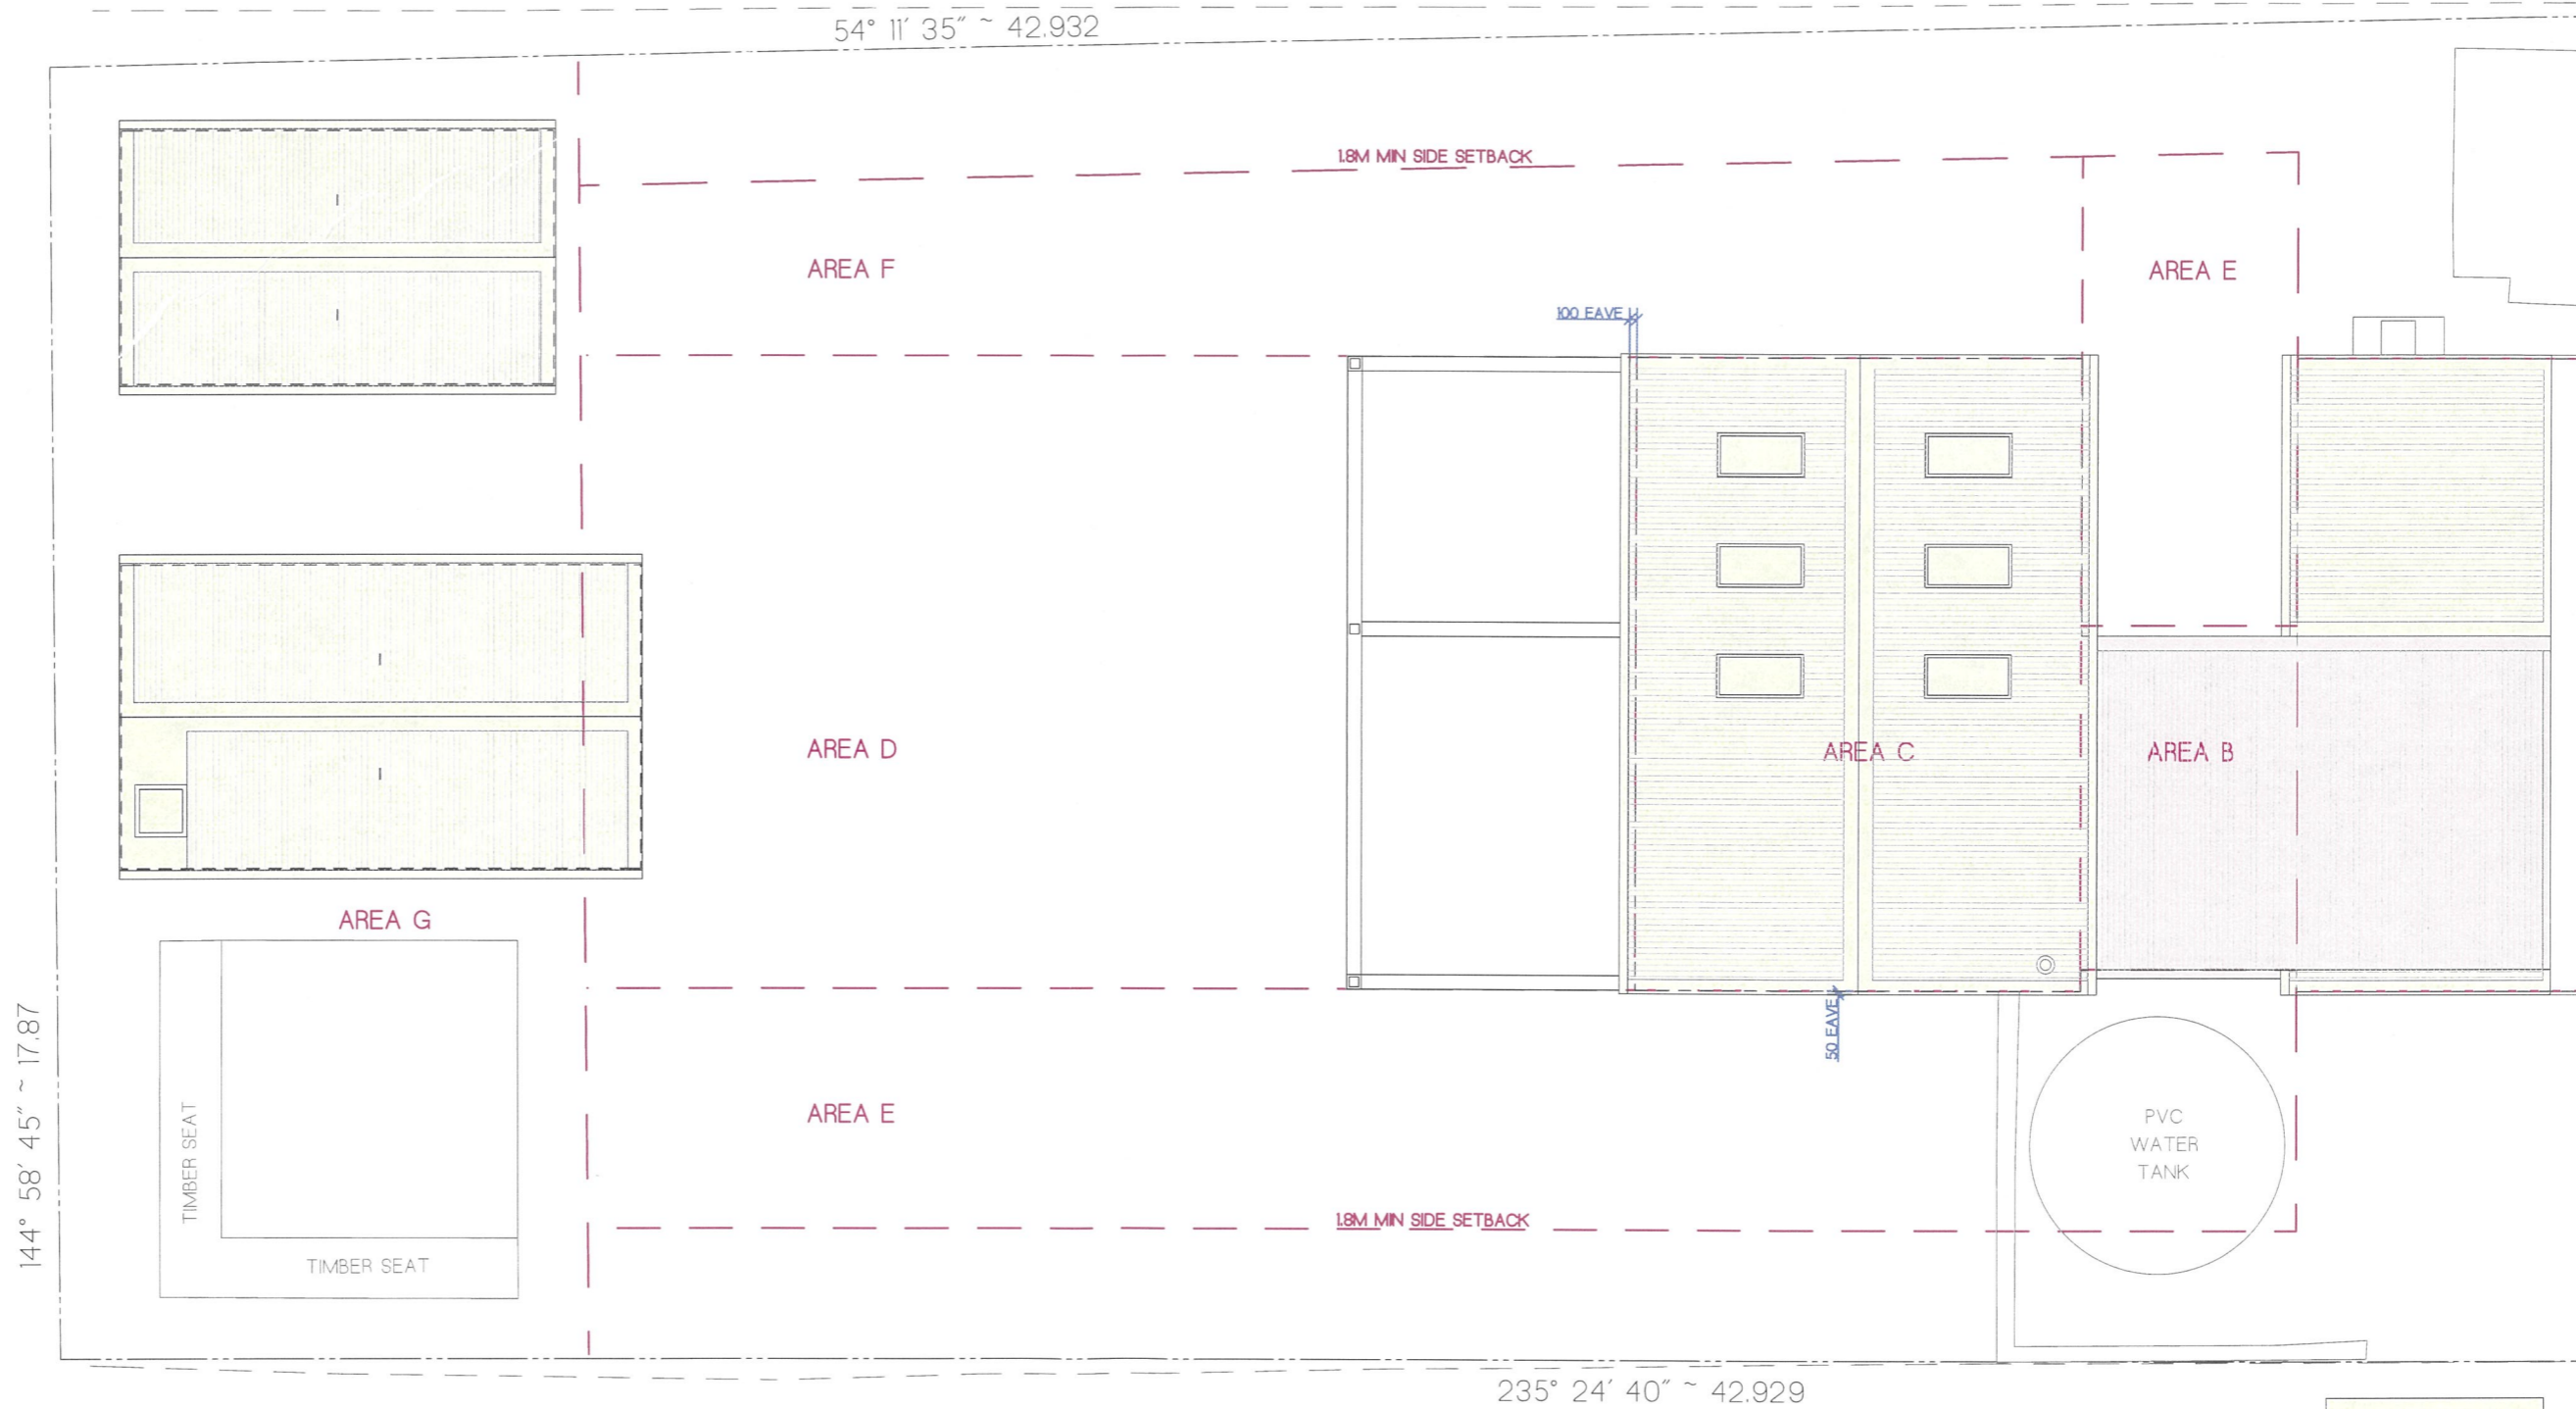 54° 11' 35" ~ 42.932
1.8M MIN SIDE SETBACK
AREA F
AREA E
100 EAVE
AREA D
AREA C
AREA B
AREA G
144° 58' 45" ~ 17.87
50 EAVE
TIMBER SEAT
AREA E
PVC
WATER
TANK
1.8M MIN SIDE SETBACK
TIMBER SEAT
235° 24' 40" ~ 42.929